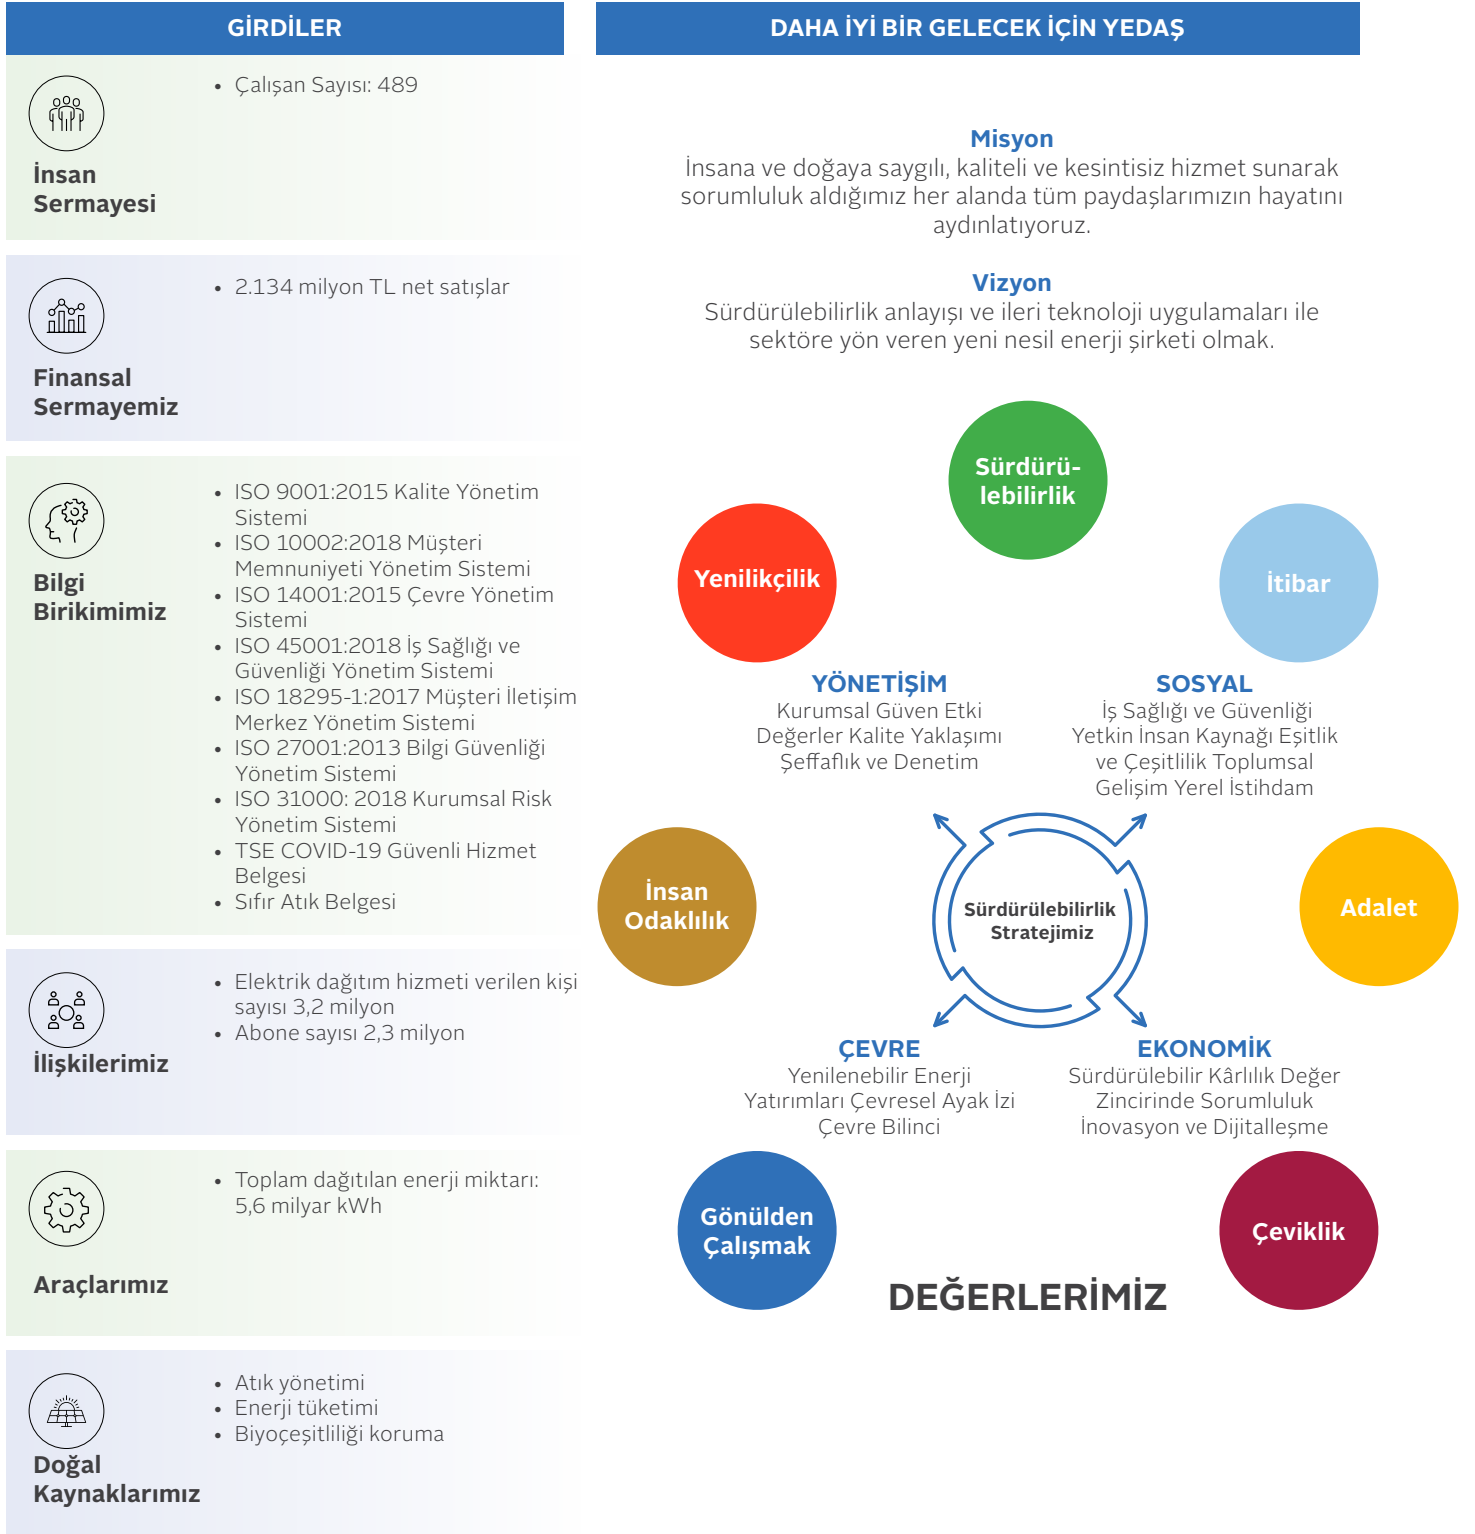 GİRDİLER
İnsan
Sermayesi
• Çalışan Sayısı: 489
Finansal
Sermayemiz
• 2.134 milyon TL net satışlar
Bilgi
Birikimimiz
• ISO 9001:2015 Kalite Yönetim
Sistemi
• ISO 10002:2018 Müşteri
Memnuniyeti Yönetim Sistemi
• ISO 14001:2015 Çevre Yönetim
Sistemi
• ISO 45001:2018 İş Sağlığı ve
Güvenliği Yönetim Sistemi
• ISO 18295-1:2017 Müşteri İletişim
Merkez Yönetim Sistemi
• ISO 27001:2013 Bilgi Güvenliği
Yönetim Sistemi
• ISO 31000: 2018 Kurumsal Risk
Yönetim Sistemi
• TSE COVID-19 Güvenli Hizmet
Belgesi
• Sıfır Atık Belgesi
İlişkilerimiz
• Elektrik dağıtım hizmeti verilen kişi
sayısı 3,2 milyon
• Abone sayısı 2,3 milyon
Araçlarımız
• Toplam dağıtılan enerji miktarı:
5,6 milyar kWh
Doğal
Kaynaklarımız
• Atık yönetimi
• Enerji tüketimi
• Biyoçeşitliliği koruma
DAHA İYİ BİR GELECEK İÇİN YEDAŞ
Misyon
İnsana ve doğaya saygılı, kaliteli ve kesintisiz hizmet sunarak
sorumluluk aldığımız her alanda tüm paydaşlarımızın hayatını
aydınlatıyoruz.
Vizyon
Sürdürülebilirlik anlayışı ve ileri teknoloji uygulamaları ile
sektöre yön veren yeni nesil enerji şirketi olmak.
Sürdürü-
lebilirlik
Yenilikçilik
İtibar
YÖNETİŞİM
Kurumsal Güven Etki
Değerler Kalite Yaklaşımı
Şeffaflık ve Denetim
SOSYAL
İş Sağlığı ve Güvenliği
Yetkin İnsan Kaynağı Eşitlik
ve Çeşitlilik Toplumsal
Gelişim Yerel İstihdam
İnsan
Odaklılık
Sürdürülebilirlik
Stratejimiz
Adalet
ÇEVRE
Yenilenebilir Enerji
Yatırımları Çevresel Ayak İzi
Çevre Bilinci
EKONOMİK
Sürdürülebilir Kârlılık Değer
Zincirinde Sorumluluk
İnovasyon ve Dijitalleşme
Gönülden
Çalışmak
Çeviklik
DEĞERLERİMİZ